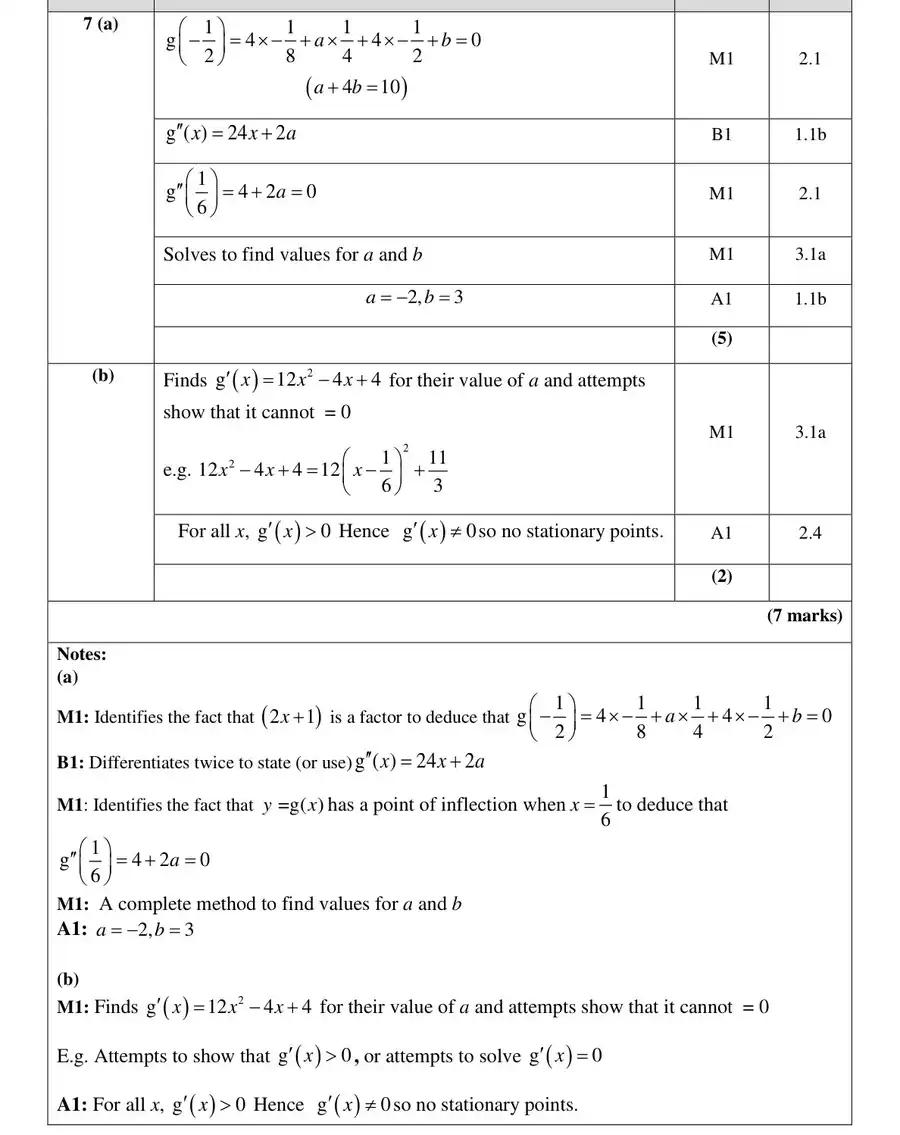 7 (a)
g(−1/2) = 4×−1/8 + a×1/4 + 4×−1/2 + b = 0
(a + 4b = 10)
M1
2.1
g″(x) = 24x + 2a
B1
1.1b
g″(1/6) = 4 + 2a = 0
M1
2.1
Solves to find values for a and b
M1
3.1a
a = −2, b = 3
A1
1.1b
(5)
(b)
Finds g′(x) = 12x² − 4x + 4 for their value of a and attempts
show that it cannot = 0
e.g. 12x² − 4x + 4 = 12(x − 1/6)² + 11/3
M1
3.1a
For all x, g′(x) > 0 Hence g′(x) ≠ 0 so no stationary points.
A1
2.4
(2)
(7 marks)
Notes:
(a)
M1: Identifies the fact that (2x+1) is a factor to deduce that g(−1/2) = 4×−1/8 + a×1/4 + 4×−1/2 + b = 0
B1: Differentiates twice to state (or use) g″(x) = 24x + 2a
M1: Identifies the fact that y =g(x) has a point of inflection when x = 1/6 to deduce that
g″(1/6) = 4 + 2a = 0
M1: A complete method to find values for a and b
A1: a = −2, b = 3
(b)
M1: Finds g′(x) = 12x² − 4x + 4 for their value of a and attempts show that it cannot = 0
E.g. Attempts to show that g′(x) > 0, or attempts to solve g′(x) = 0
A1: For all x, g′(x) > 0 Hence g′(x) ≠ 0 so no stationary points.